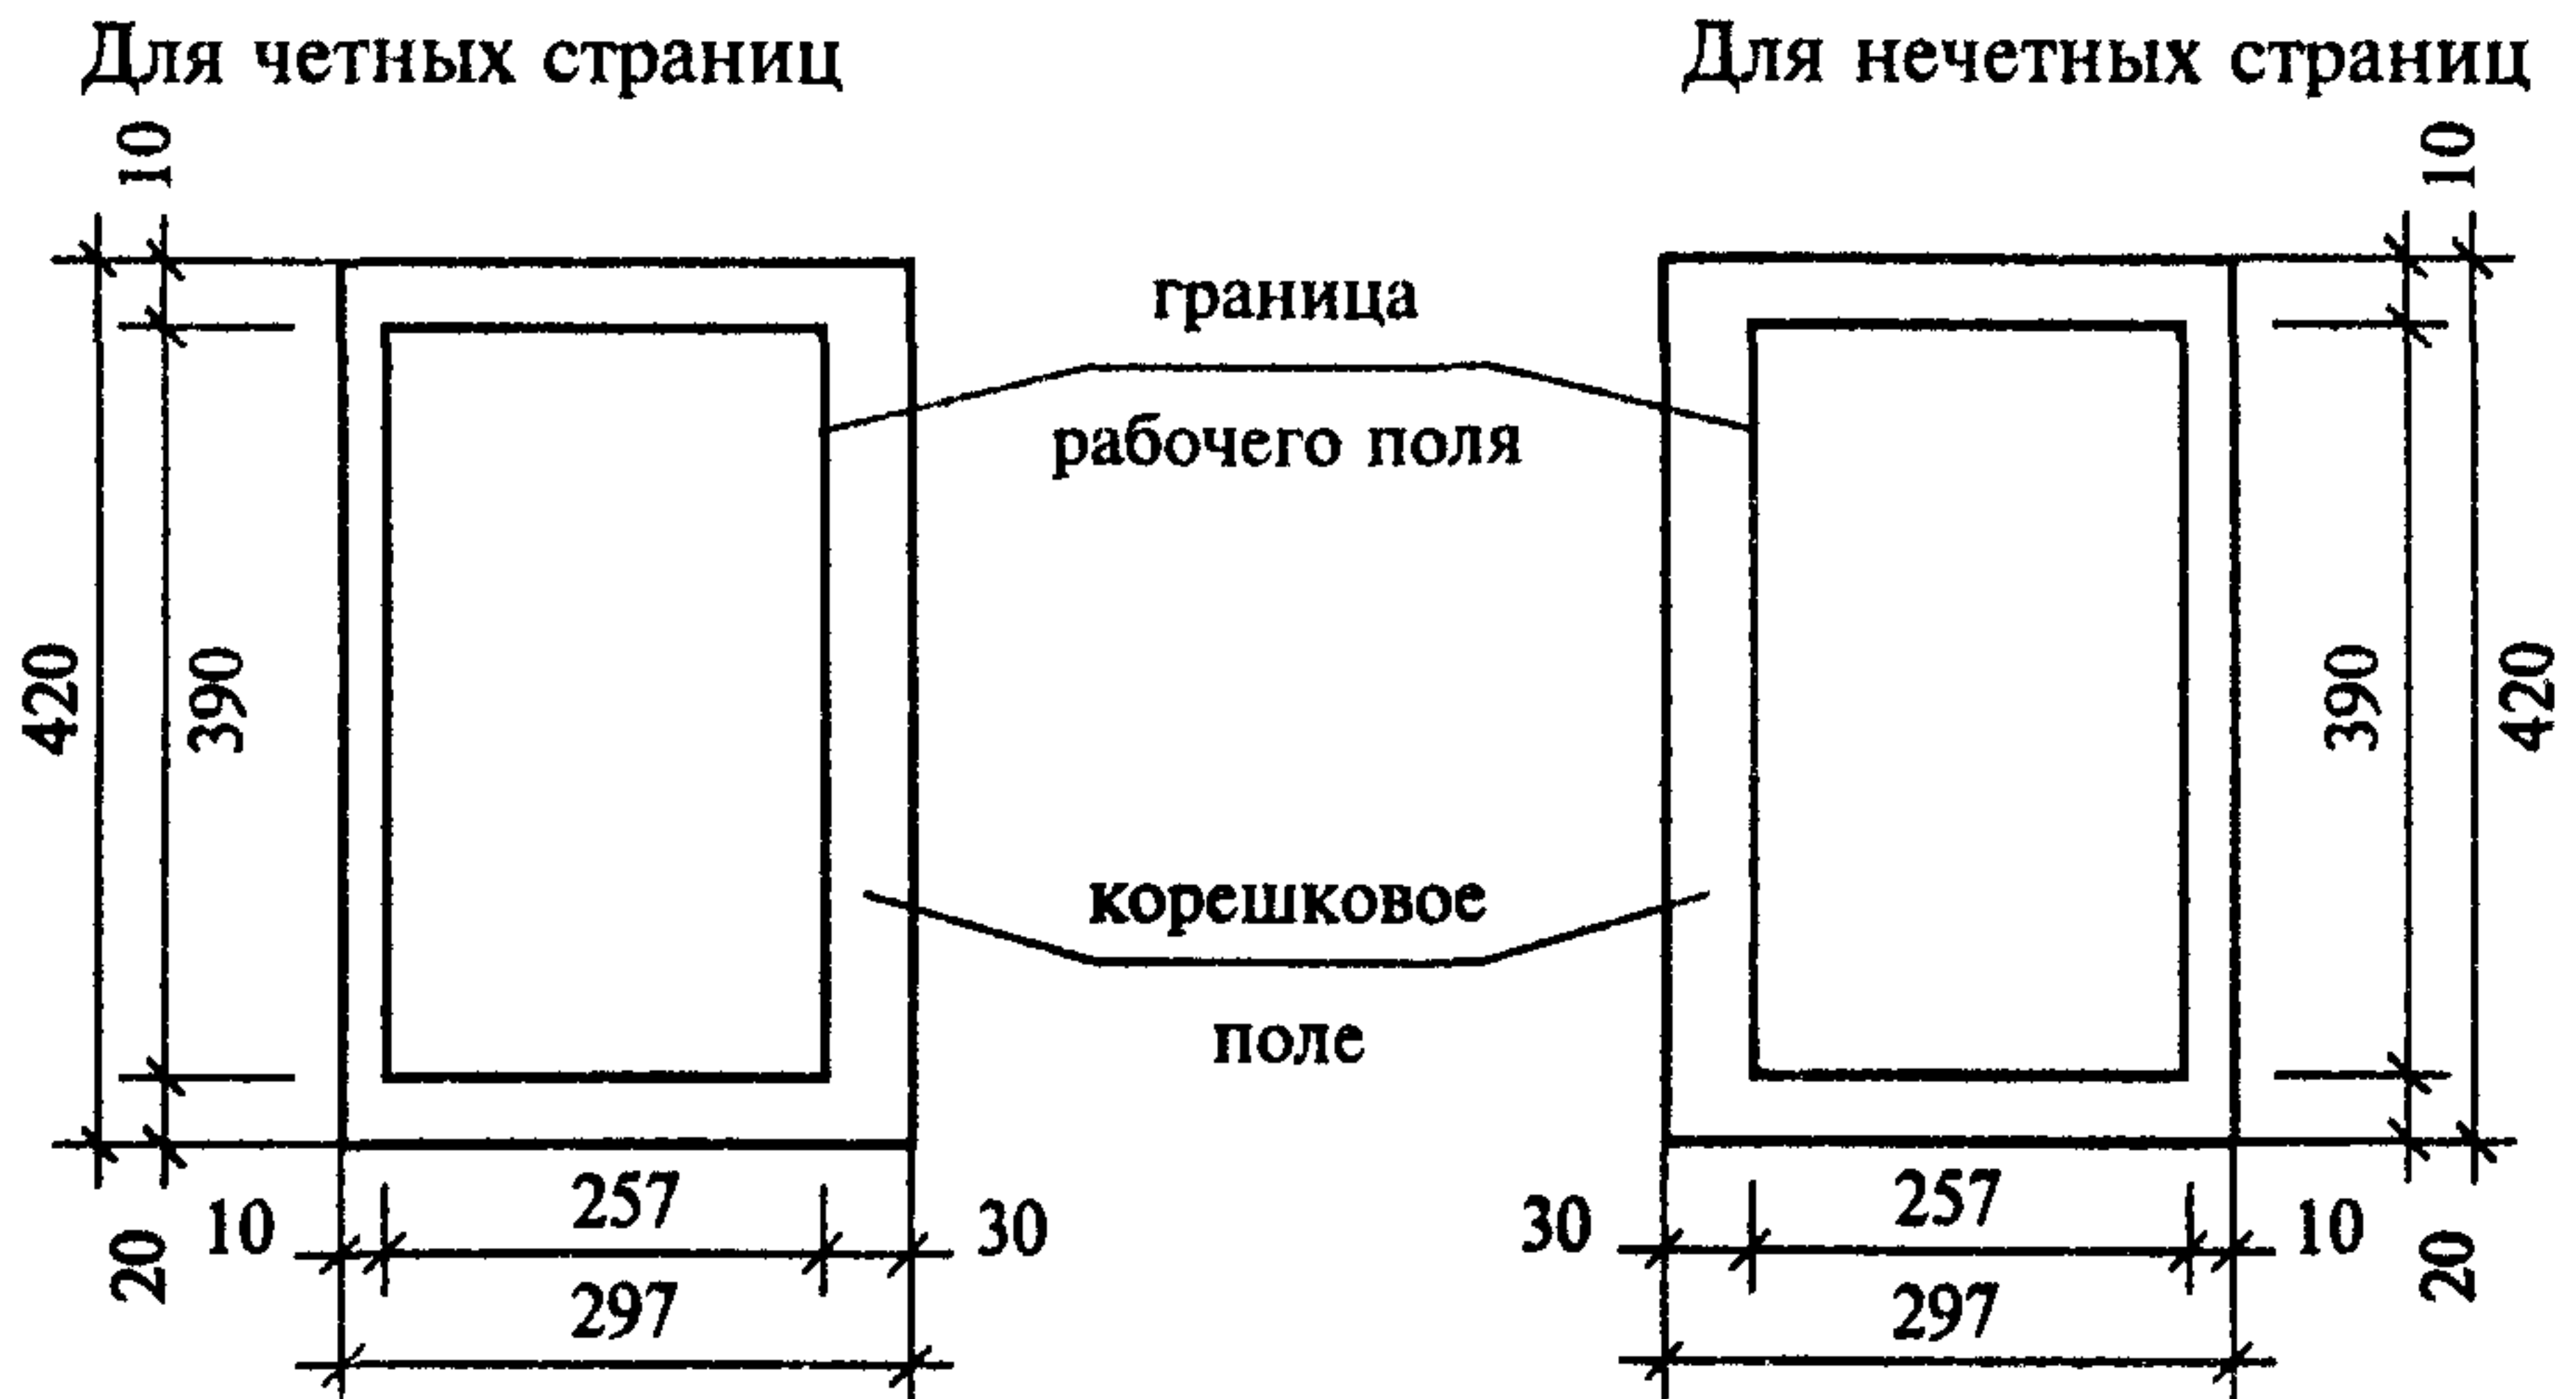 Для четных страниц
Для нечетных страниц
10
10
граница
рабочего поля
420
390
390
420
корешковое
поле
20
10
257
30
297
30
257
10
20
297